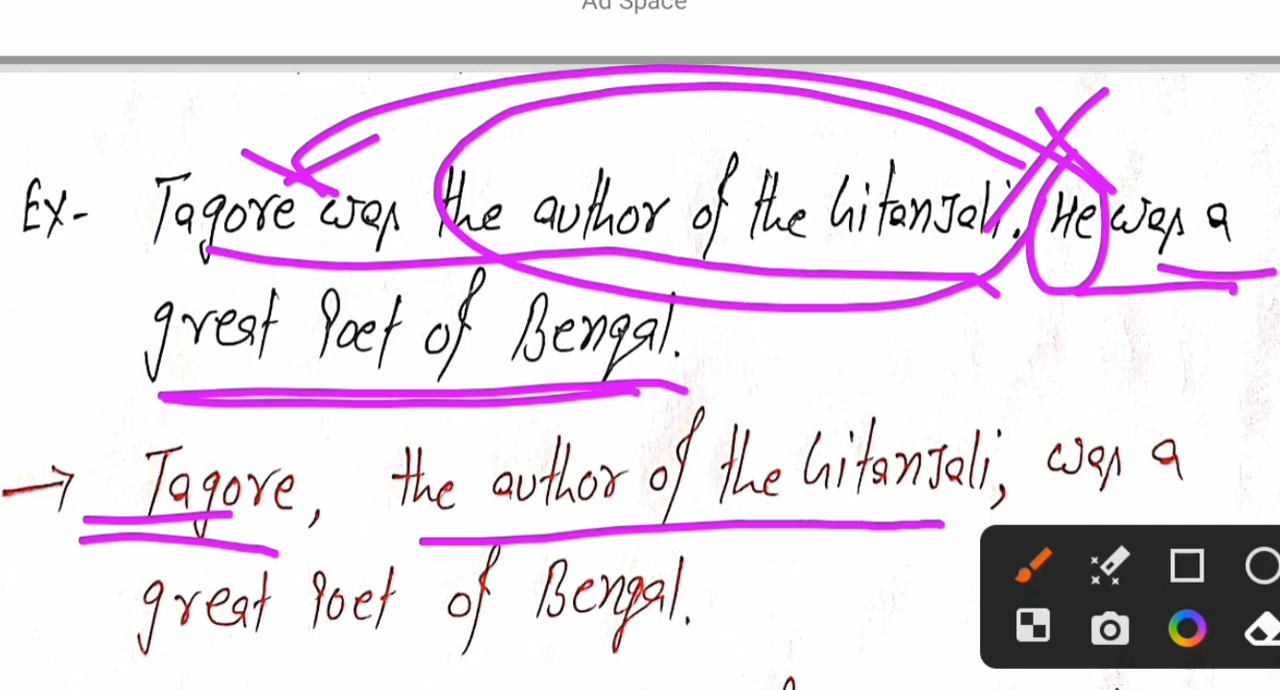 Ad Space
Ex- Tagore was the author of the GitanJali. He was a
great Poet of Bengal.
→ Tagore, the author of the GitanJali, was a
great Poet of Bengal.